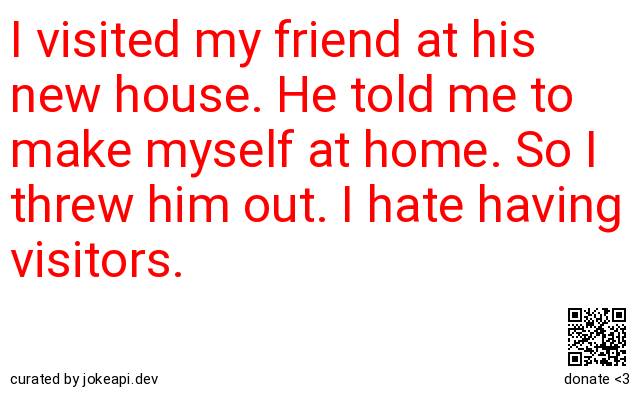 I visited my friend at his
new house. He told me to
make myself at home. So I
threw him out. I hate having
visitors.
curated by jokeapi.dev
donate <3